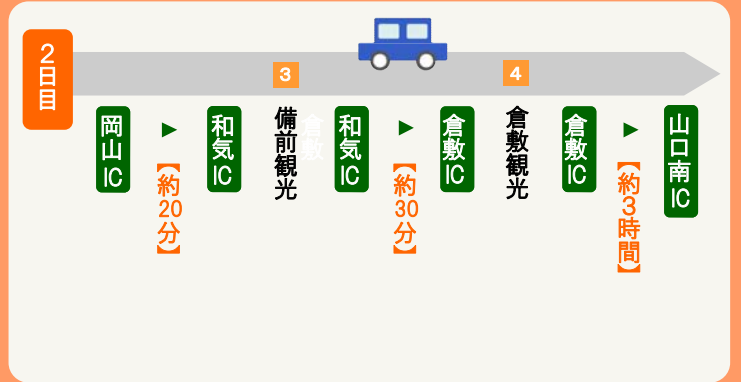 2日目
岡山IC
▶
【約20分】
和気IC
3
備前観光
倉敷
和気IC
▶
【約30分】
倉敷IC
4
倉敷観光
倉敷IC
▶
【約3時間】
山口南IC